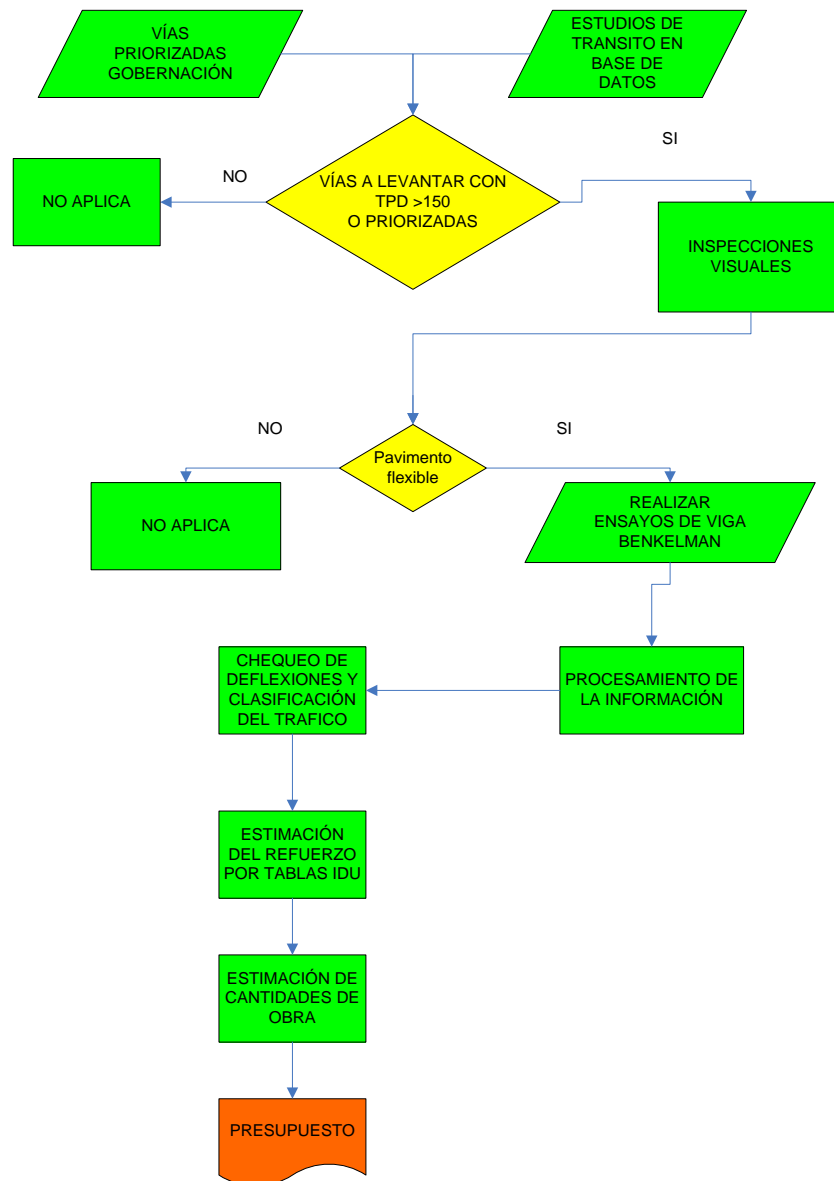 VÍAS
PRIORIZADAS
GOBERNACIÓN
ESTUDIOS DE
TRANSITO EN
BASE DE
DATOS
SI
NO
VÍAS A LEVANTAR CON
TPD >150
O PRIORIZADAS
NO APLICA
INSPECCIONES
VISUALES
NO
SI
Pavimento
flexible
NO APLICA
REALIZAR
ENSAYOS DE VIGA
BENKELMAN
CHEQUEO DE
DEFLEXIONES Y
CLASIFICACIÓN
DEL TRAFICO
PROCESAMIENTO DE
LA INFORMACIÓN
ESTIMACIÓN
DEL REFUERZO
POR TABLAS IDU
ESTIMACIÓN DE
CANTIDADES DE
OBRA
PRESUPUESTO